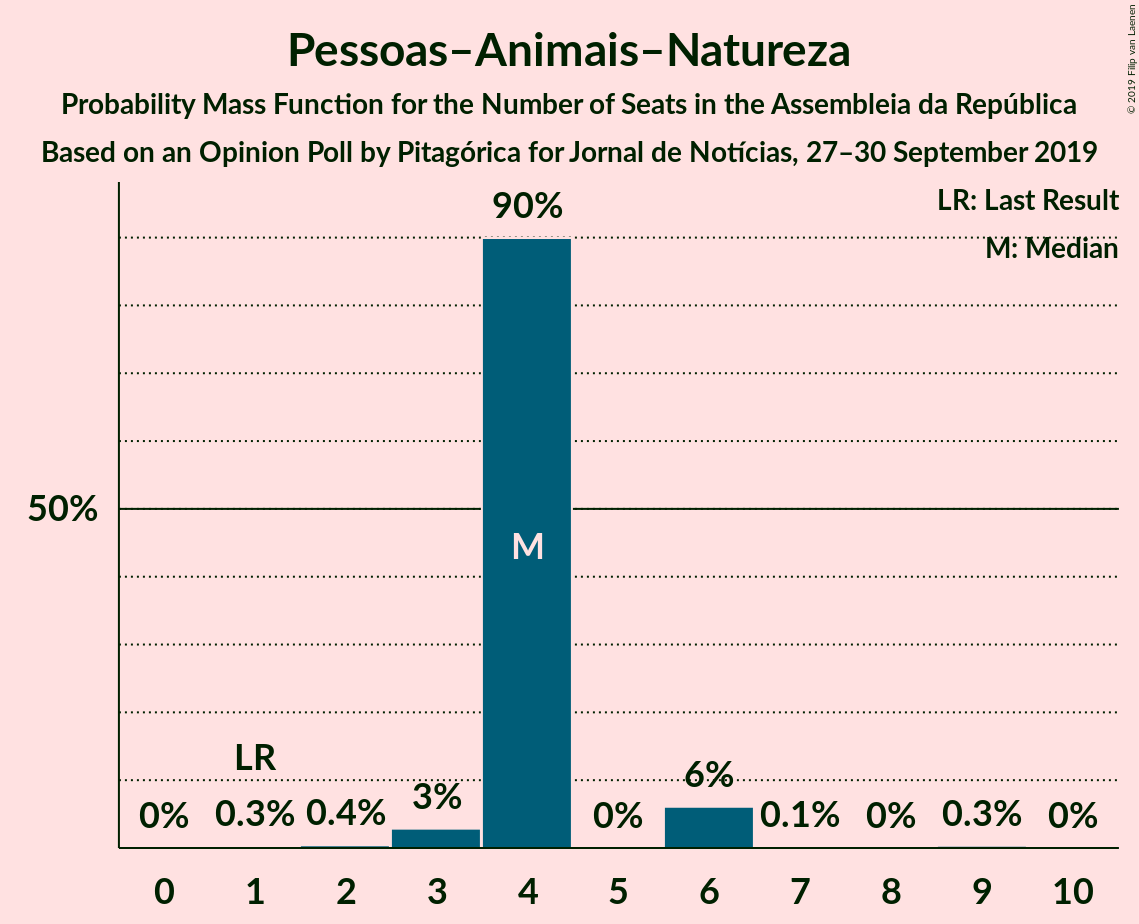 Pessoas–Animais–Natureza
Probability Mass Function for the Number of Seats in the Assembleia da República
Based on an Opinion Poll by Pitagórica for Jornal de Notícias, 27–30 September 2019
© 2019 Filip van Laenen
LR: Last Result
M: Median
90%
50%
M
LR
0% 0.3% 0.4% 3% 0% 6% 0.1% 0% 0.3% 0%
0 1 2 3 4 5 6 7 8 9 10